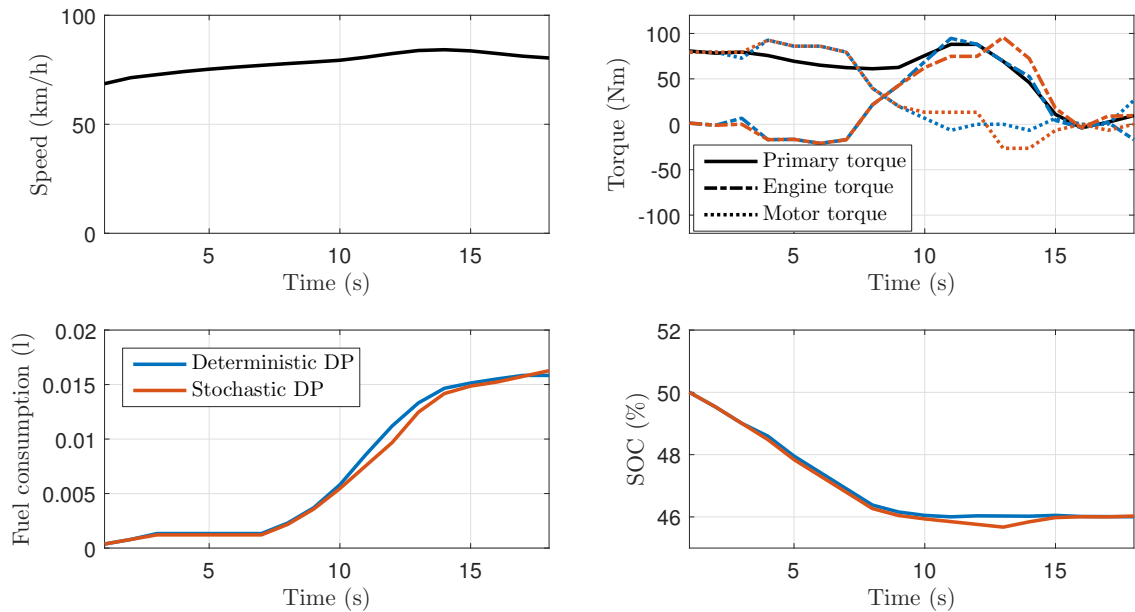 100
50
0
Speed (km/h)
5
10
15
Time (s)
100
50
0
-50
-100
Torque (Nm)
Primary torque
Engine torque
Motor torque
5
10
15
Time (s)
0.02
0.015
0.01
0.005
0
Fuel consumption (l)
Deterministic DP
Stochastic DP
5
10
15
Time (s)
52
50
48
46
SOC (%)
5
10
15
Time (s)